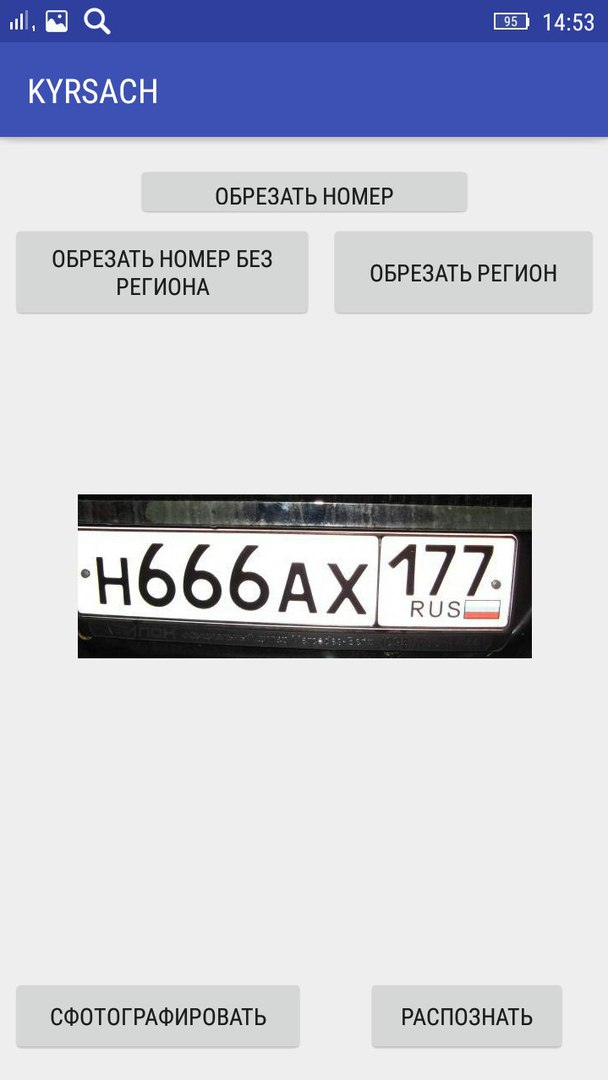 95 14:53
KYRSACH
ОБРЕЗАТЬ НОМЕР
ОБРЕЗАТЬ НОМЕР БЕЗ
РЕГИОНА
ОБРЕЗАТЬ РЕГИОН
Н666АХ 177
RUS
СФОТОГРАФИРОВАТЬ
РАСПОЗНАТЬ